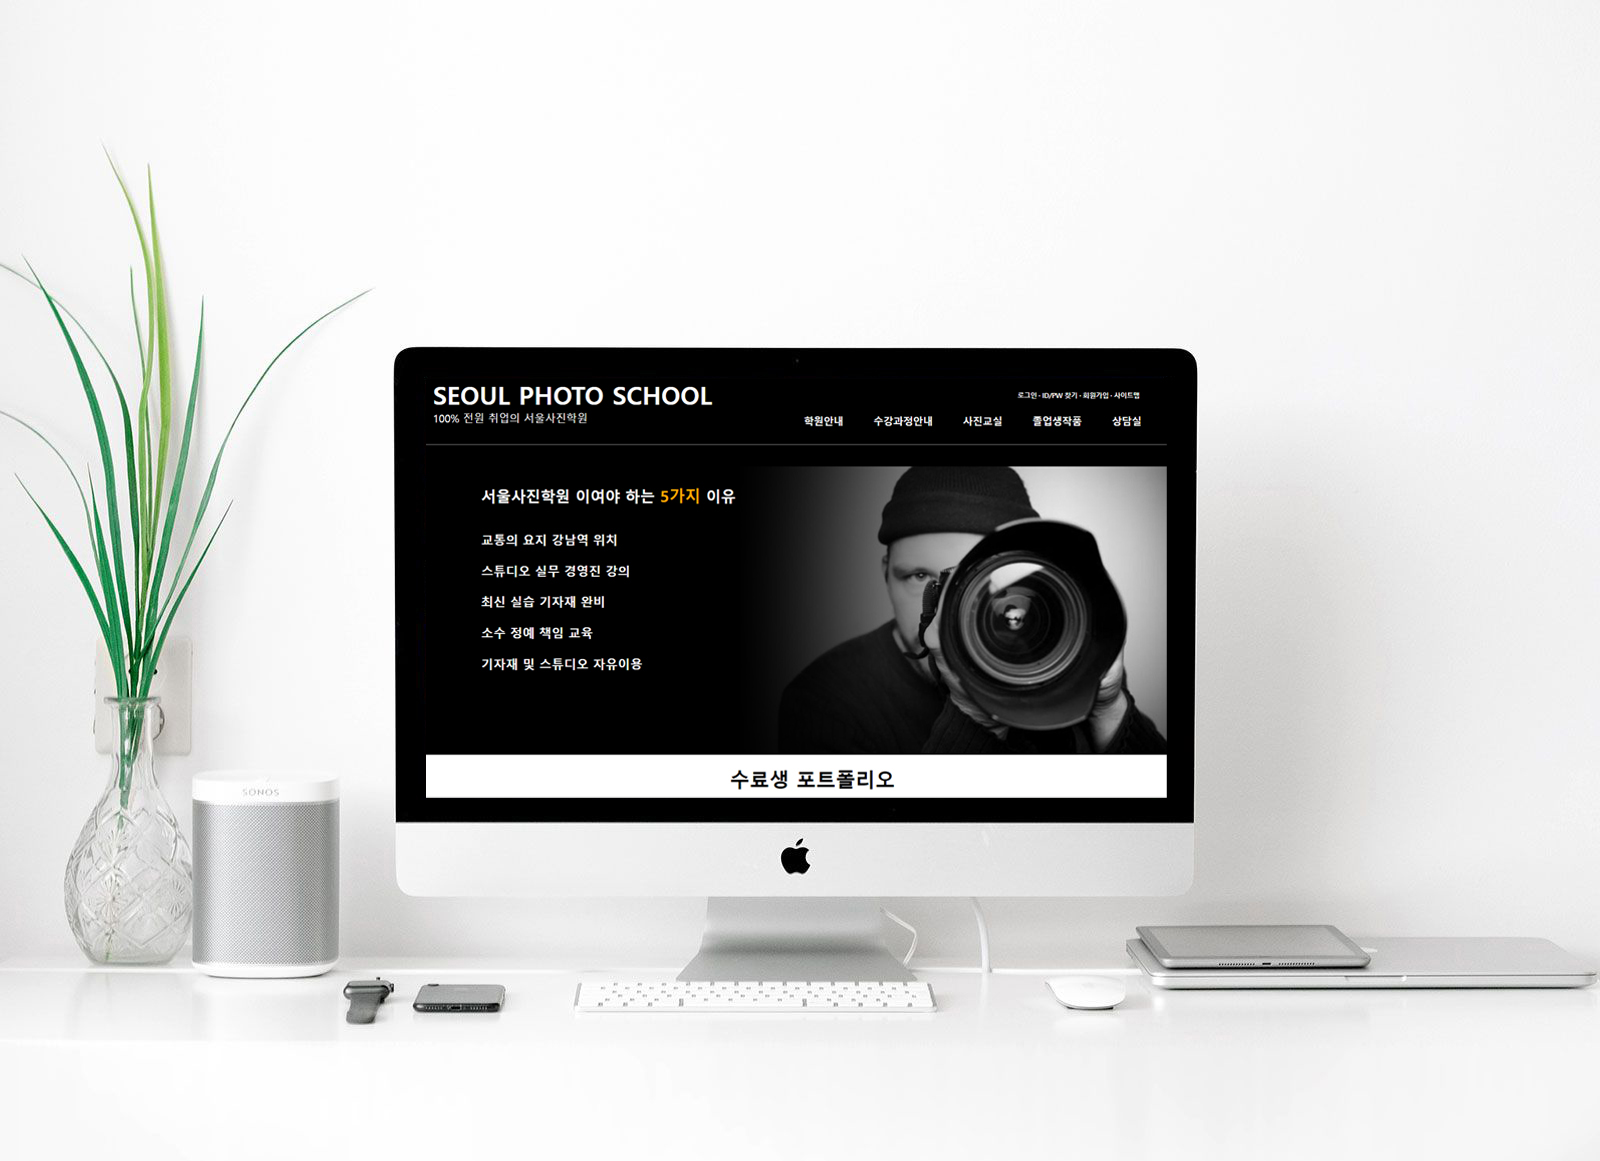 SEOUL PHOTO SCHOOL
100% 전원 취업의 서울사진학원
로그인 · ID/PW 찾기 · 회원가입 · 사이트맵
학원안내 수강과정안내 사진교실 졸업생작품 상담실
서울사진학원 이여야 하는 5가지 이유
교통의 요지 강남역 위치
스튜디오 실무 경영진 강의
최신 실습 기자재 완비
소수 정예 책임 교육
기자재 및 스튜디오 자유이용
수료생 포트폴리오
SONOS